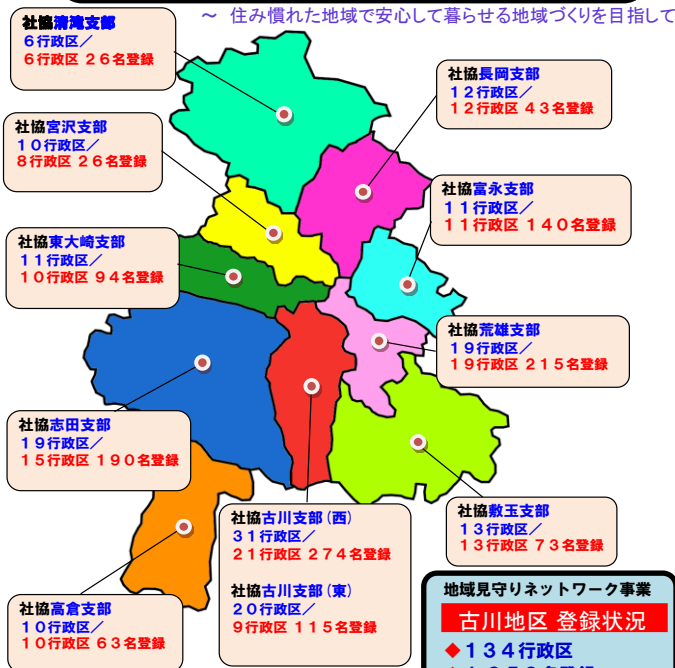 ～ 住み慣れた地域で安心して暮らせる地域づくりを目指して
社協清滝支部
６行政区／
６行政区 ２６名登録
社協長岡支部
１２行政区／
１２行政区 ４３名登録
社協宮沢支部
１０行政区／
８行政区 ２６名登録
社協富永支部
１１行政区／
１１行政区 １４０名登録
社協東大崎支部
１１行政区／
１０行政区 ９４名登録
社協荒雄支部
１９行政区／
１９行政区 ２１５名登録
社協志田支部
１９行政区／
１５行政区 １９０名登録
社協古川支部（西）
３１行政区／
２１行政区 ２７４名登録
社協古川支部（東）
２０行政区／
９行政区 １１５名登録
社協敷玉支部
１３行政区／
１３行政区 ７３名登録
社協高倉支部
１０行政区／
１０行政区 ６３名登録
地域見守りネットワーク事業
古川地区 登録状況
◆１３４行政区